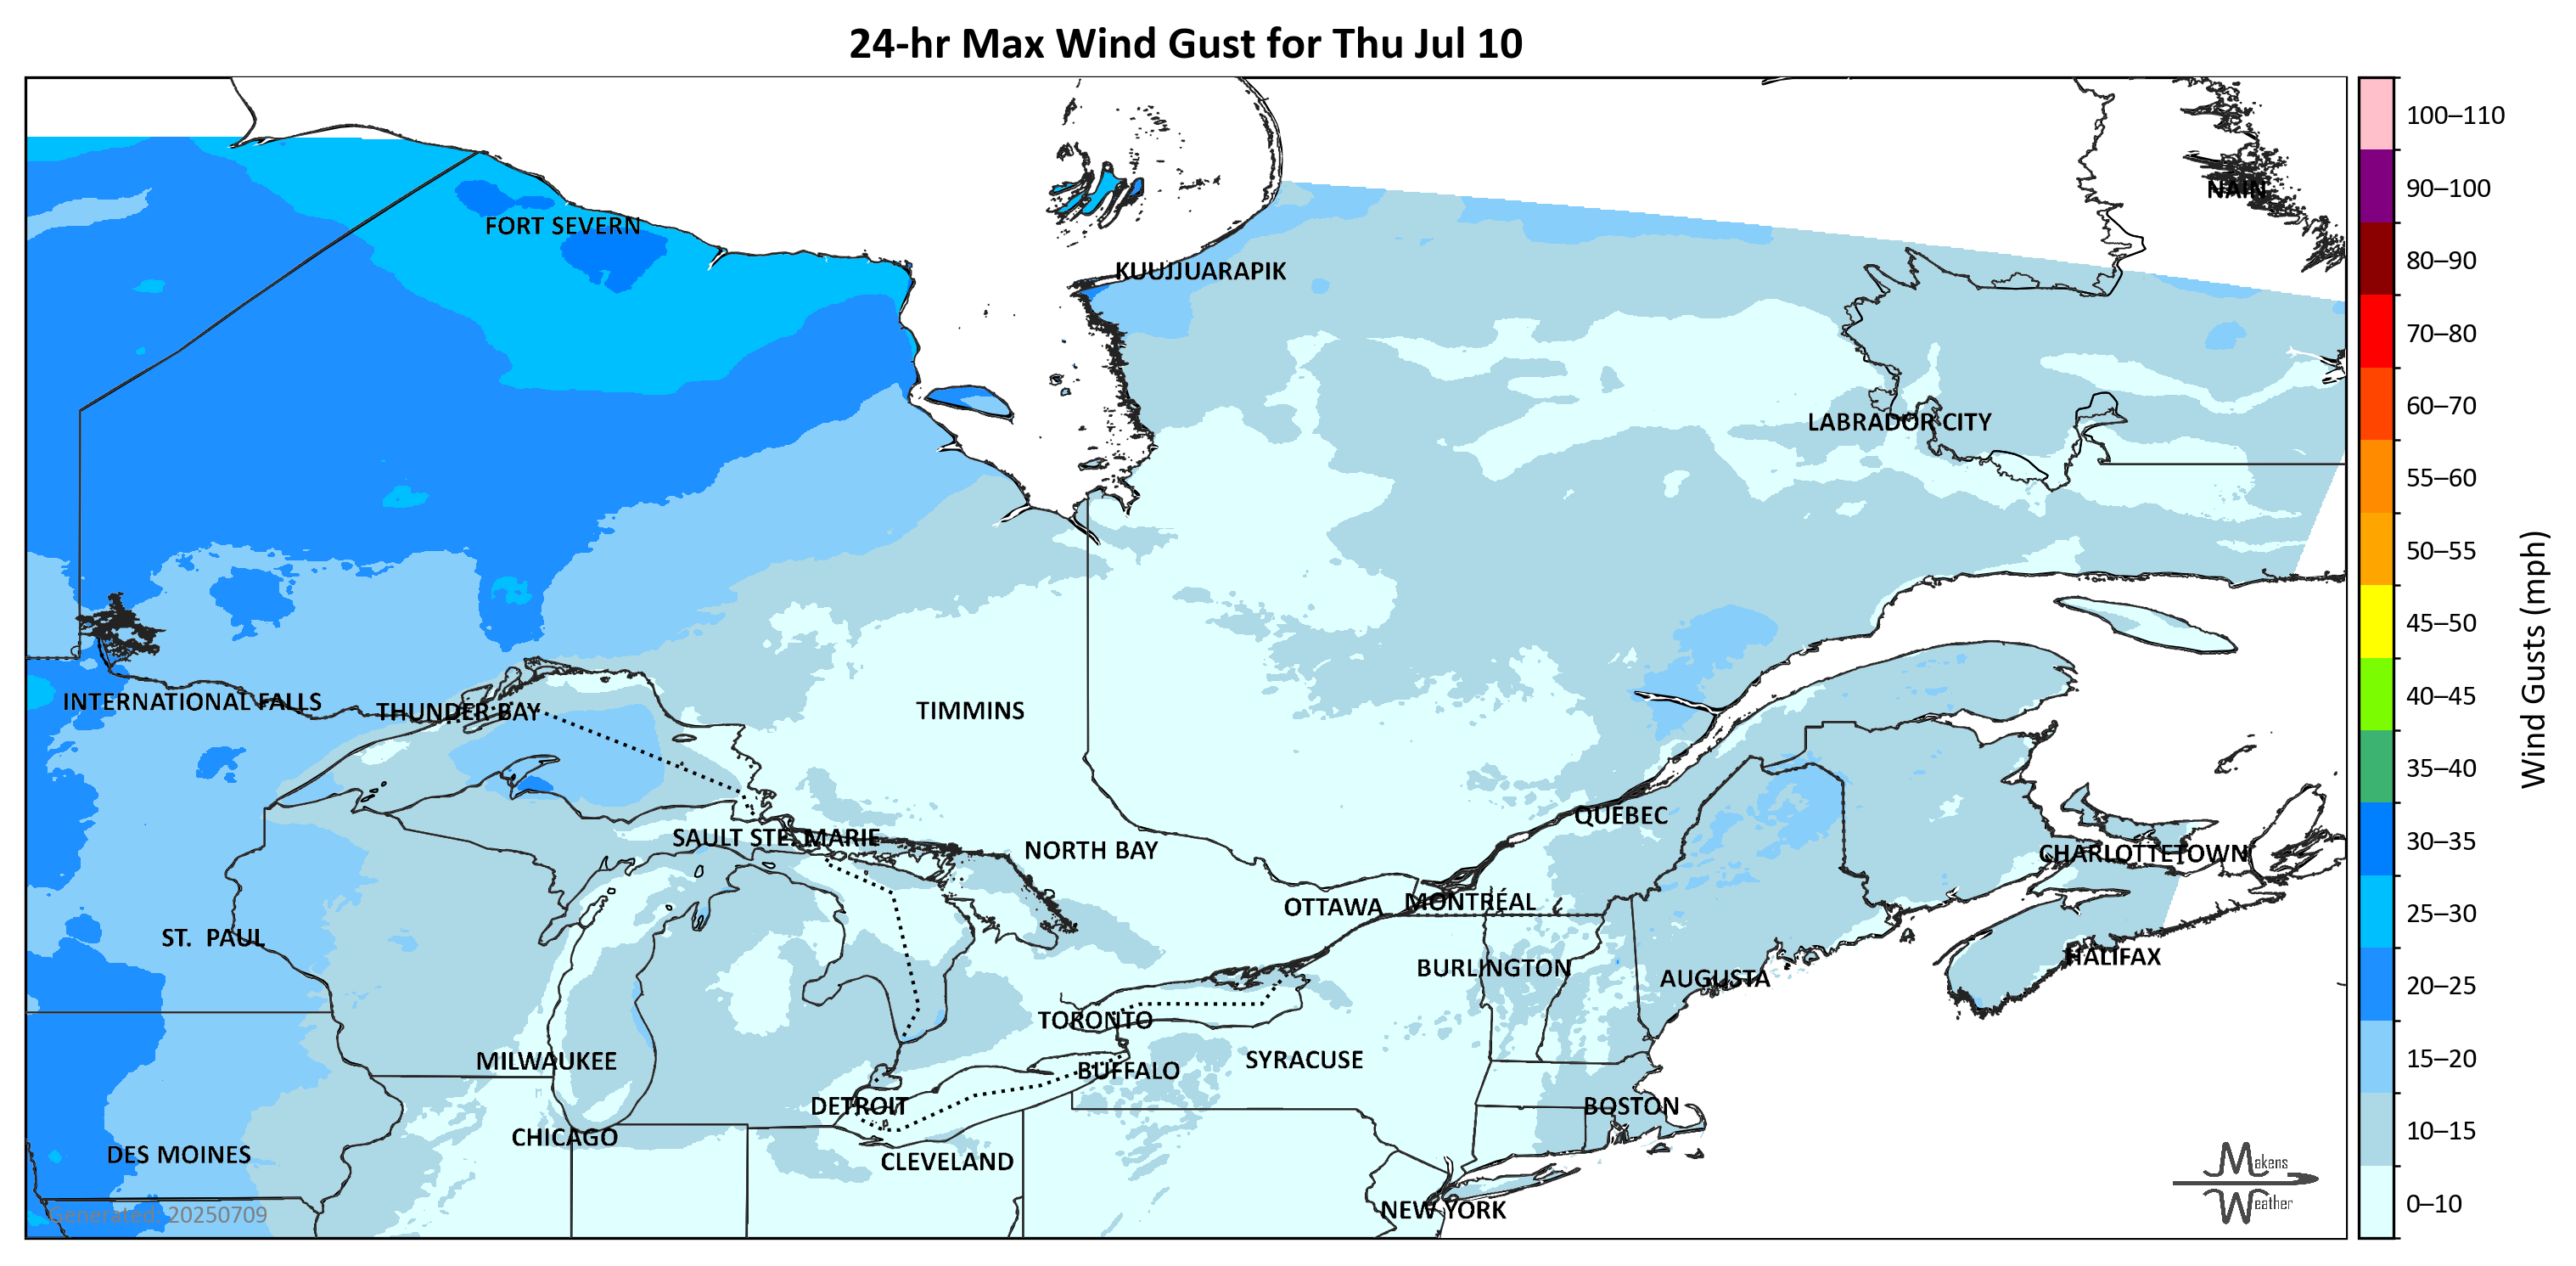 24-hr Max Wind Gust for Thu Jul 10
100–110
90–100
80–90
70–80
60–70
55–60
50–55
45–50
40–45
35–40
30–35
25–30
20–25
15–20
10–15
0–10
Wind Gusts (mph)
NAIN
FORT SEVERN
KUUJJUARAPIK
LABRADOR CITY
INTERNATIONAL FALLS
THUNDER BAY
TIMMINS
QUEBEC
SAULT STE. MARIE
NORTH BAY
CHARLOTTETOWN
OTTAWA
MONTRÉAL
ST. PAUL
HALIFAX
BURLINGTON
AUGUSTA
TORONTO
MILWAUKEE
SYRACUSE
BUFFALO
DETROIT
BOSTON
CHICAGO
DES MOINES
CLEVELAND
NEW YORK
Generated: 20250709
Makens
Weather